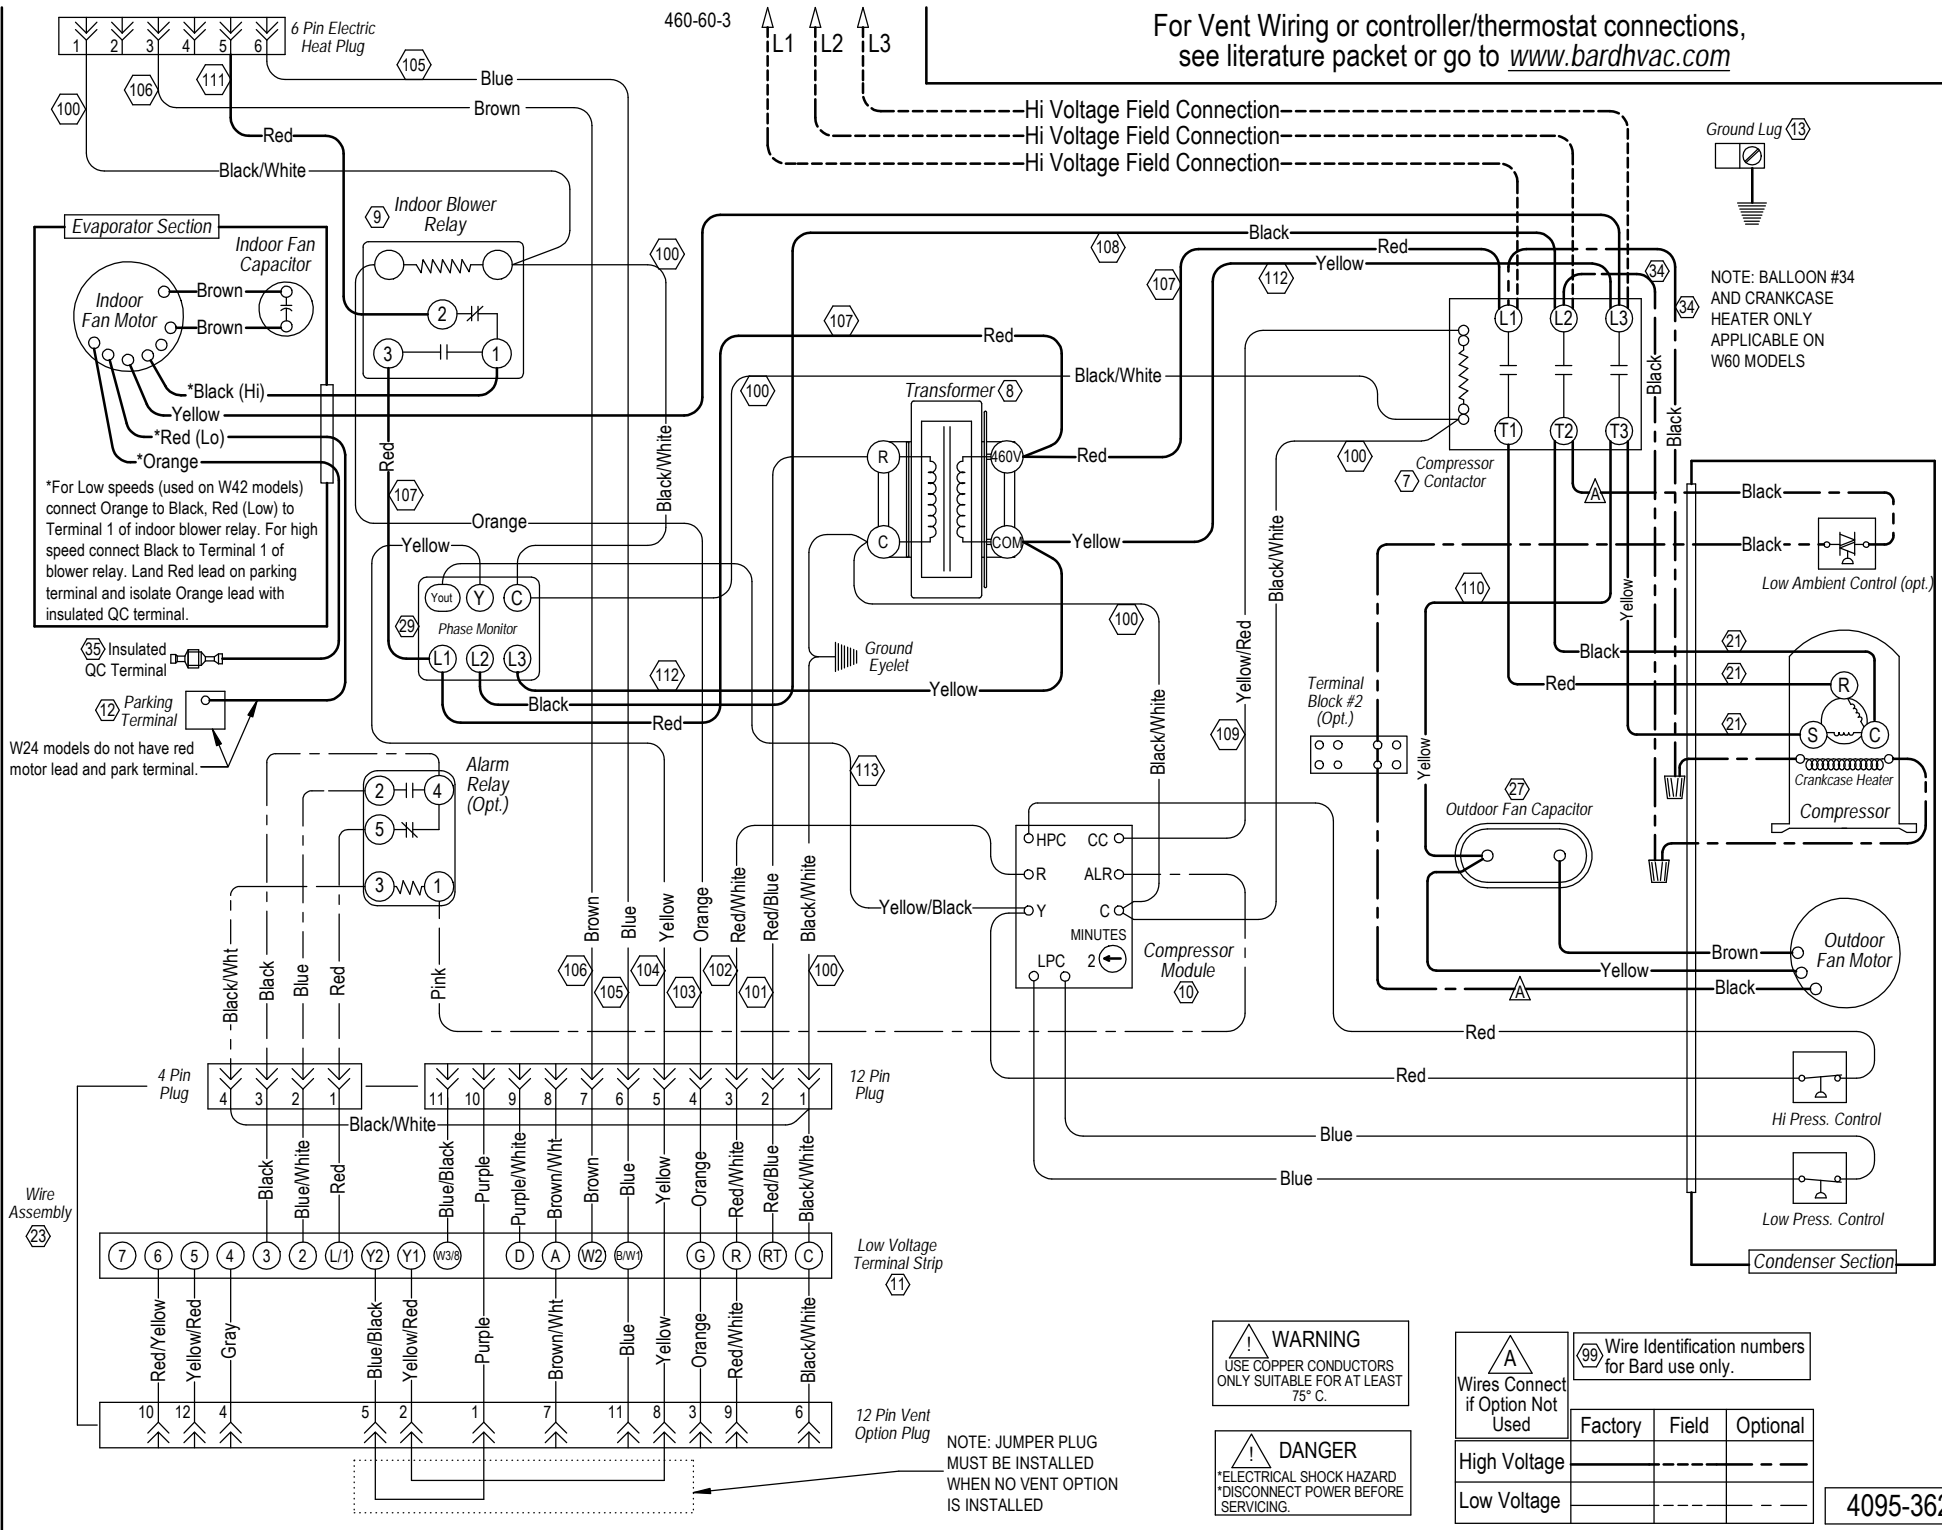 460-60-3
L1
L2
L3
For Vent Wiring or controller/thermostat connections,
see literature packet or go to www.bardhvac.com
6 Pin Electric
Heat Plug
1 2 3 4 5 6
100
106
111
105
Blue
Brown
Red
Black/White
Hi Voltage Field Connection
Hi Voltage Field Connection
Hi Voltage Field Connection
Ground Lug 13
Evaporator Section
Indoor Fan
Capacitor
Indoor
Fan Motor
Brown
Brown
9
Indoor Blower
Relay
2
3
1
*Black (Hi)
Yellow
*Red (Lo)
*Orange
*For Low speeds (used on W42 models)
connect Orange to Black, Red (Low) to
Terminal 1 of indoor blower relay. For high
speed connect Black to Terminal 1 of
blower relay. Land Red lead on parking
terminal and isolate Orange lead with
insulated QC terminal.
35 Insulated
QC Terminal
12 Parking
Terminal
W24 models do not have red
motor lead and park terminal.
Red
107
Orange
Yellow
100
Black/White
Yout Y C
29
Phase Monitor
L1 L2 L3
112
Yellow
Black
Red
Black
108
Red
107
Yellow
112
107
Red
100
Black/White
Transformer 8
R
C
460V
COM
Red
Yellow
Ground
Eyelet
100
Black/White
109
Yellow/Red
Black/White
100
34
34
NOTE: BALLOON #34
AND CRANKCASE
HEATER ONLY
APPLICABLE ON
W60 MODELS
L1 L2 L3
T1 T2 T3
7
Compressor
Contactor
Black
Black
A
Black
Black
Low Ambient Control (opt.)
110
Yellow
Yellow
Black
Red
21
21
21
R
S
C
Crankcase Heater
Compressor
Terminal
Block #2
(Opt.)
27
Outdoor Fan Capacitor
Brown
Yellow
A
Black
Outdoor
Fan Motor
Alarm
Relay
(Opt.)
2 4
5
3 1
113
Yellow/Black
HPC CC
R ALR
Y C
MINUTES
LPC 2
Compressor
Module
10
Black/Wht
Black
Blue
Red
Pink
Brown
Blue
Yellow
Orange
Red/White
Red/Blue
Black/White
106
105
104
103
102
101
100
Red
Red
Hi Press. Control
Blue
Blue
Low Press. Control
Condenser Section
4 Pin
Plug
4 3 2 1
11 10 9 8 7 6 5 4 3 2 1
12 Pin
Plug
Black/White
Black
Blue/White
Red
Blue/Black
Purple
Purple/White
Brown/Wht
Brown
Blue
Yellow
Orange
Red/White
Red/Blue
Black/White
Wire
Assembly
23
7 6 5 4 3 2 L/1 Y2 Y1 W3/8 D A W2 B/W1 G R RT C
Low Voltage
Terminal Strip
11
Red/Yellow
Yellow/Red
Gray
Blue/Black
Yellow/Red
Purple
Brown/Wht
Blue
Yellow
Orange
Red/White
Black/White
10 12 4 5 2 1 7 11 8 3 9 6
12 Pin Vent
Option Plug
NOTE: JUMPER PLUG
MUST BE INSTALLED
WHEN NO VENT OPTION
IS INSTALLED
! WARNING
USE COPPER CONDUCTORS
ONLY SUITABLE FOR AT LEAST
75° C.
! DANGER
*ELECTRICAL SHOCK HAZARD
*DISCONNECT POWER BEFORE
SERVICING.
A
Wires Connect
if Option Not
Used
99 Wire Identification numbers
for Bard use only.
Factory Field Optional
High Voltage
Low Voltage
4095-362